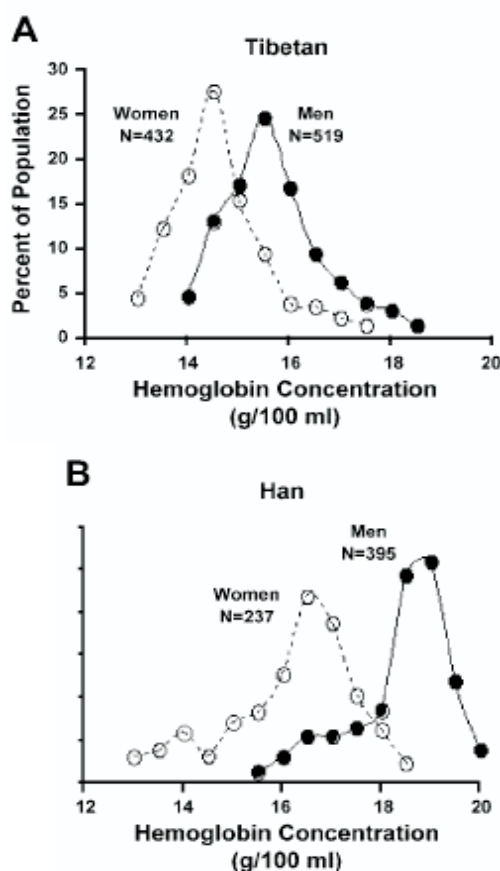 A
Tibetan
30
25
20
15
10
5
0
Percent of Population
Women
N=432
Men
N=519
12 14 16 18 20
Hemoglobin Concentration
(g/100 ml)
B
Han
Men
N=395
Women
N=237
12 14 16 18 20
Hemoglobin Concentration
(g/100 ml)